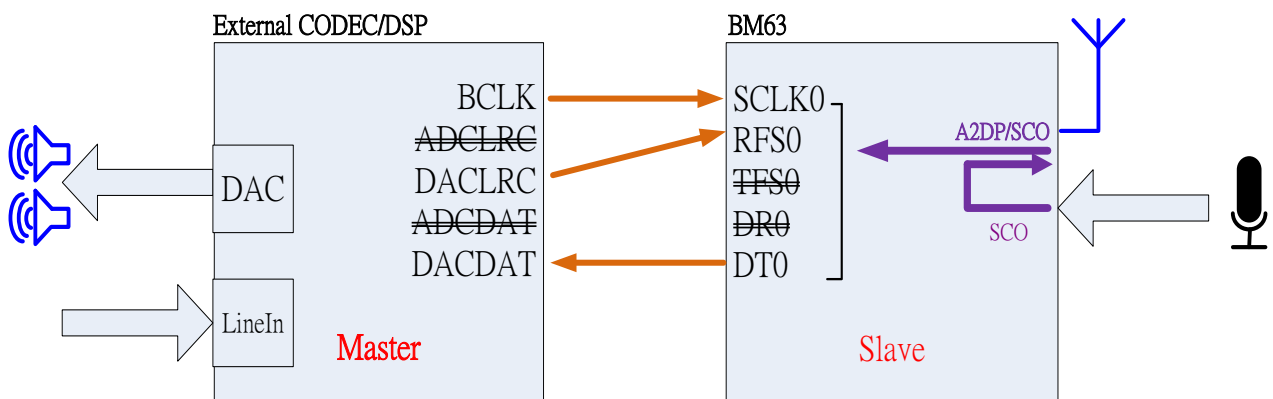 External CODEC/DSP
BCLK
ADCLRC
DACLRC
ADCDAT
DACDAT
DAC
LineIn
Master
BM63
SCLK0
RFS0
TFS0
DR0
DT0
A2DP/SCO
SCO
Slave